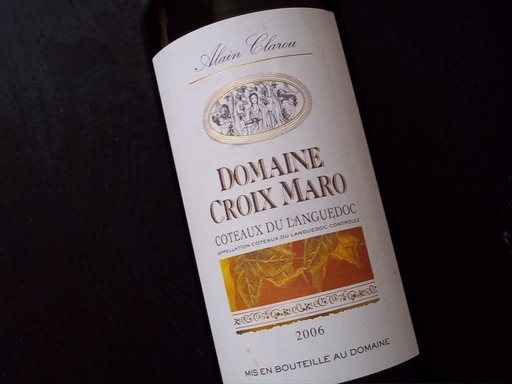 Alain Clarou
DOMAINE
CROIX MARO
COTEAUX DU LANGUEDOC
APPELLATION COTEAUX DU LANGUEDOC CONTRÔLÉE
2006
MIS EN BOUTEILLE AU DOMAINE